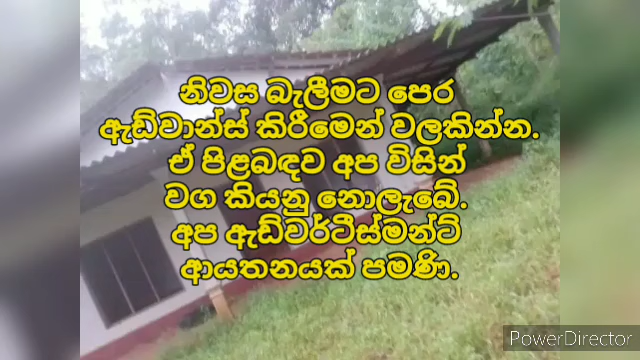 නිවස බැලීමට පෙර
ඇඩ්වාන්ස් කිරීමෙන් වලකින්න.
ඒ පිළබඳව අප විසින්
වග කියනු නොලැබේ.
අප ඇඩ්වර්ටීස්මන්ට්
ආයතනයක් පමණි.
PowerDirector